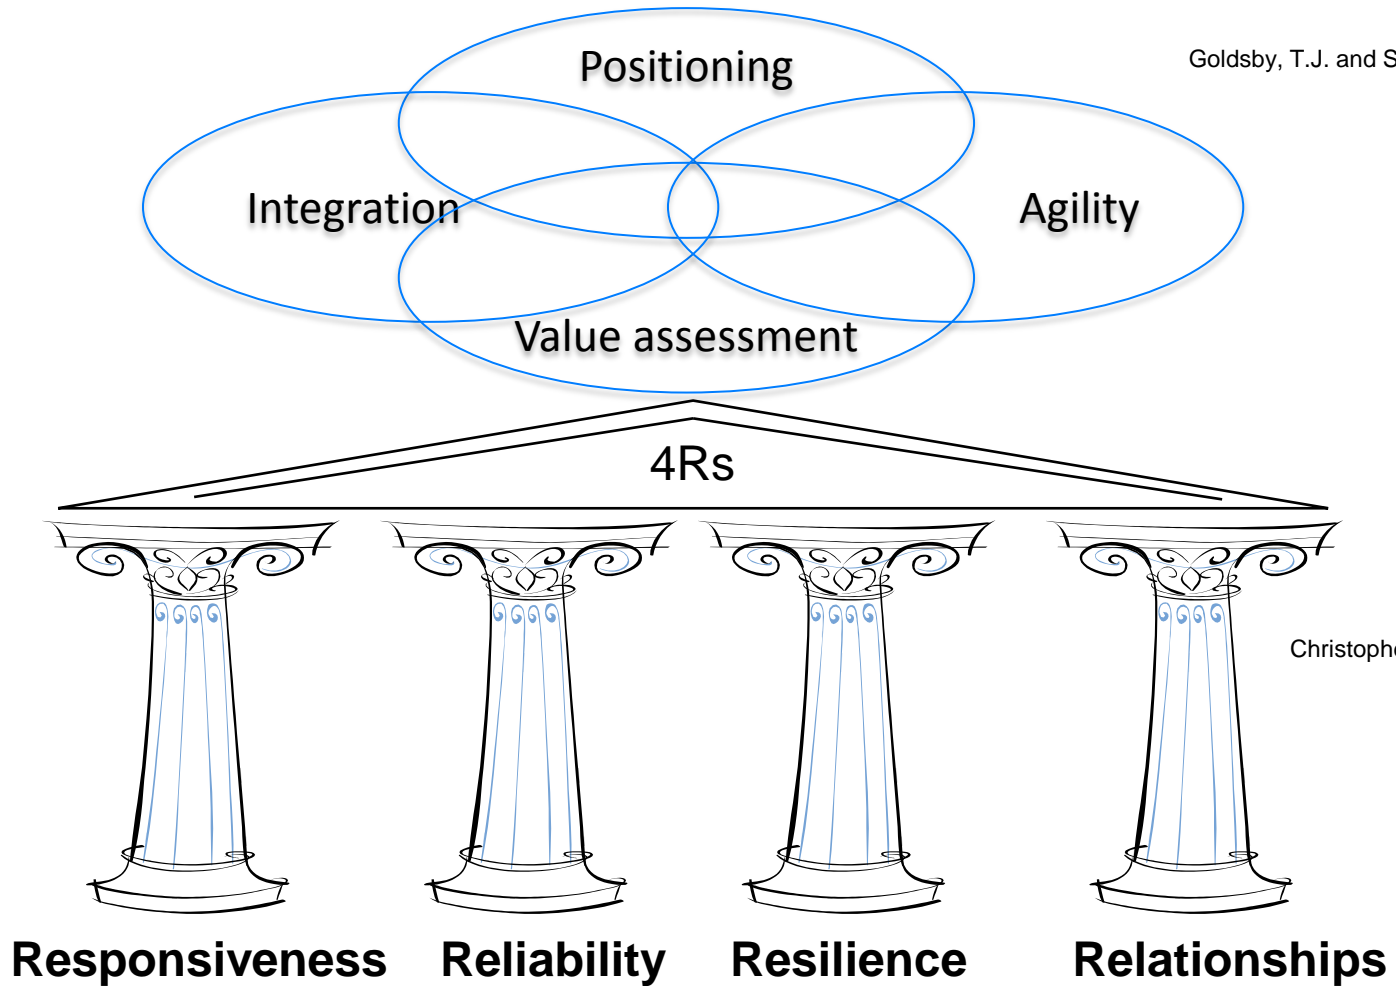 Positioning
Goldsby, T.J. and S
Integration
Agility
Value assessment
4Rs
Christophe
Responsiveness Reliability Resilience Relationships